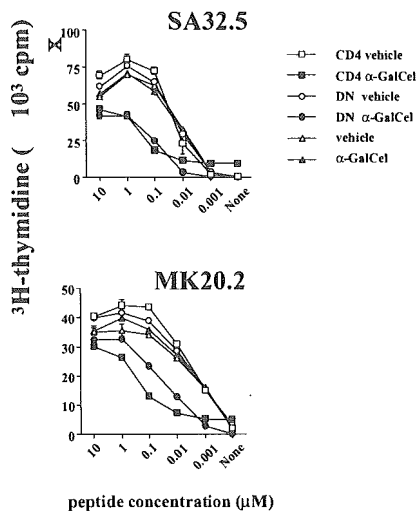 SA32.5
³H-thymidine ( 10³ cpm)
100
75
50
25
0
10 1 0.1 0.01 0.001 None
CD4 vehicle
CD4 α-GalCel
DN vehicle
DN α-GalCel
vehicle
α-GalCel
MK20.2
50
40
30
20
10
0
10 1 0.1 0.01 0.001 None
peptide concentration (μM)